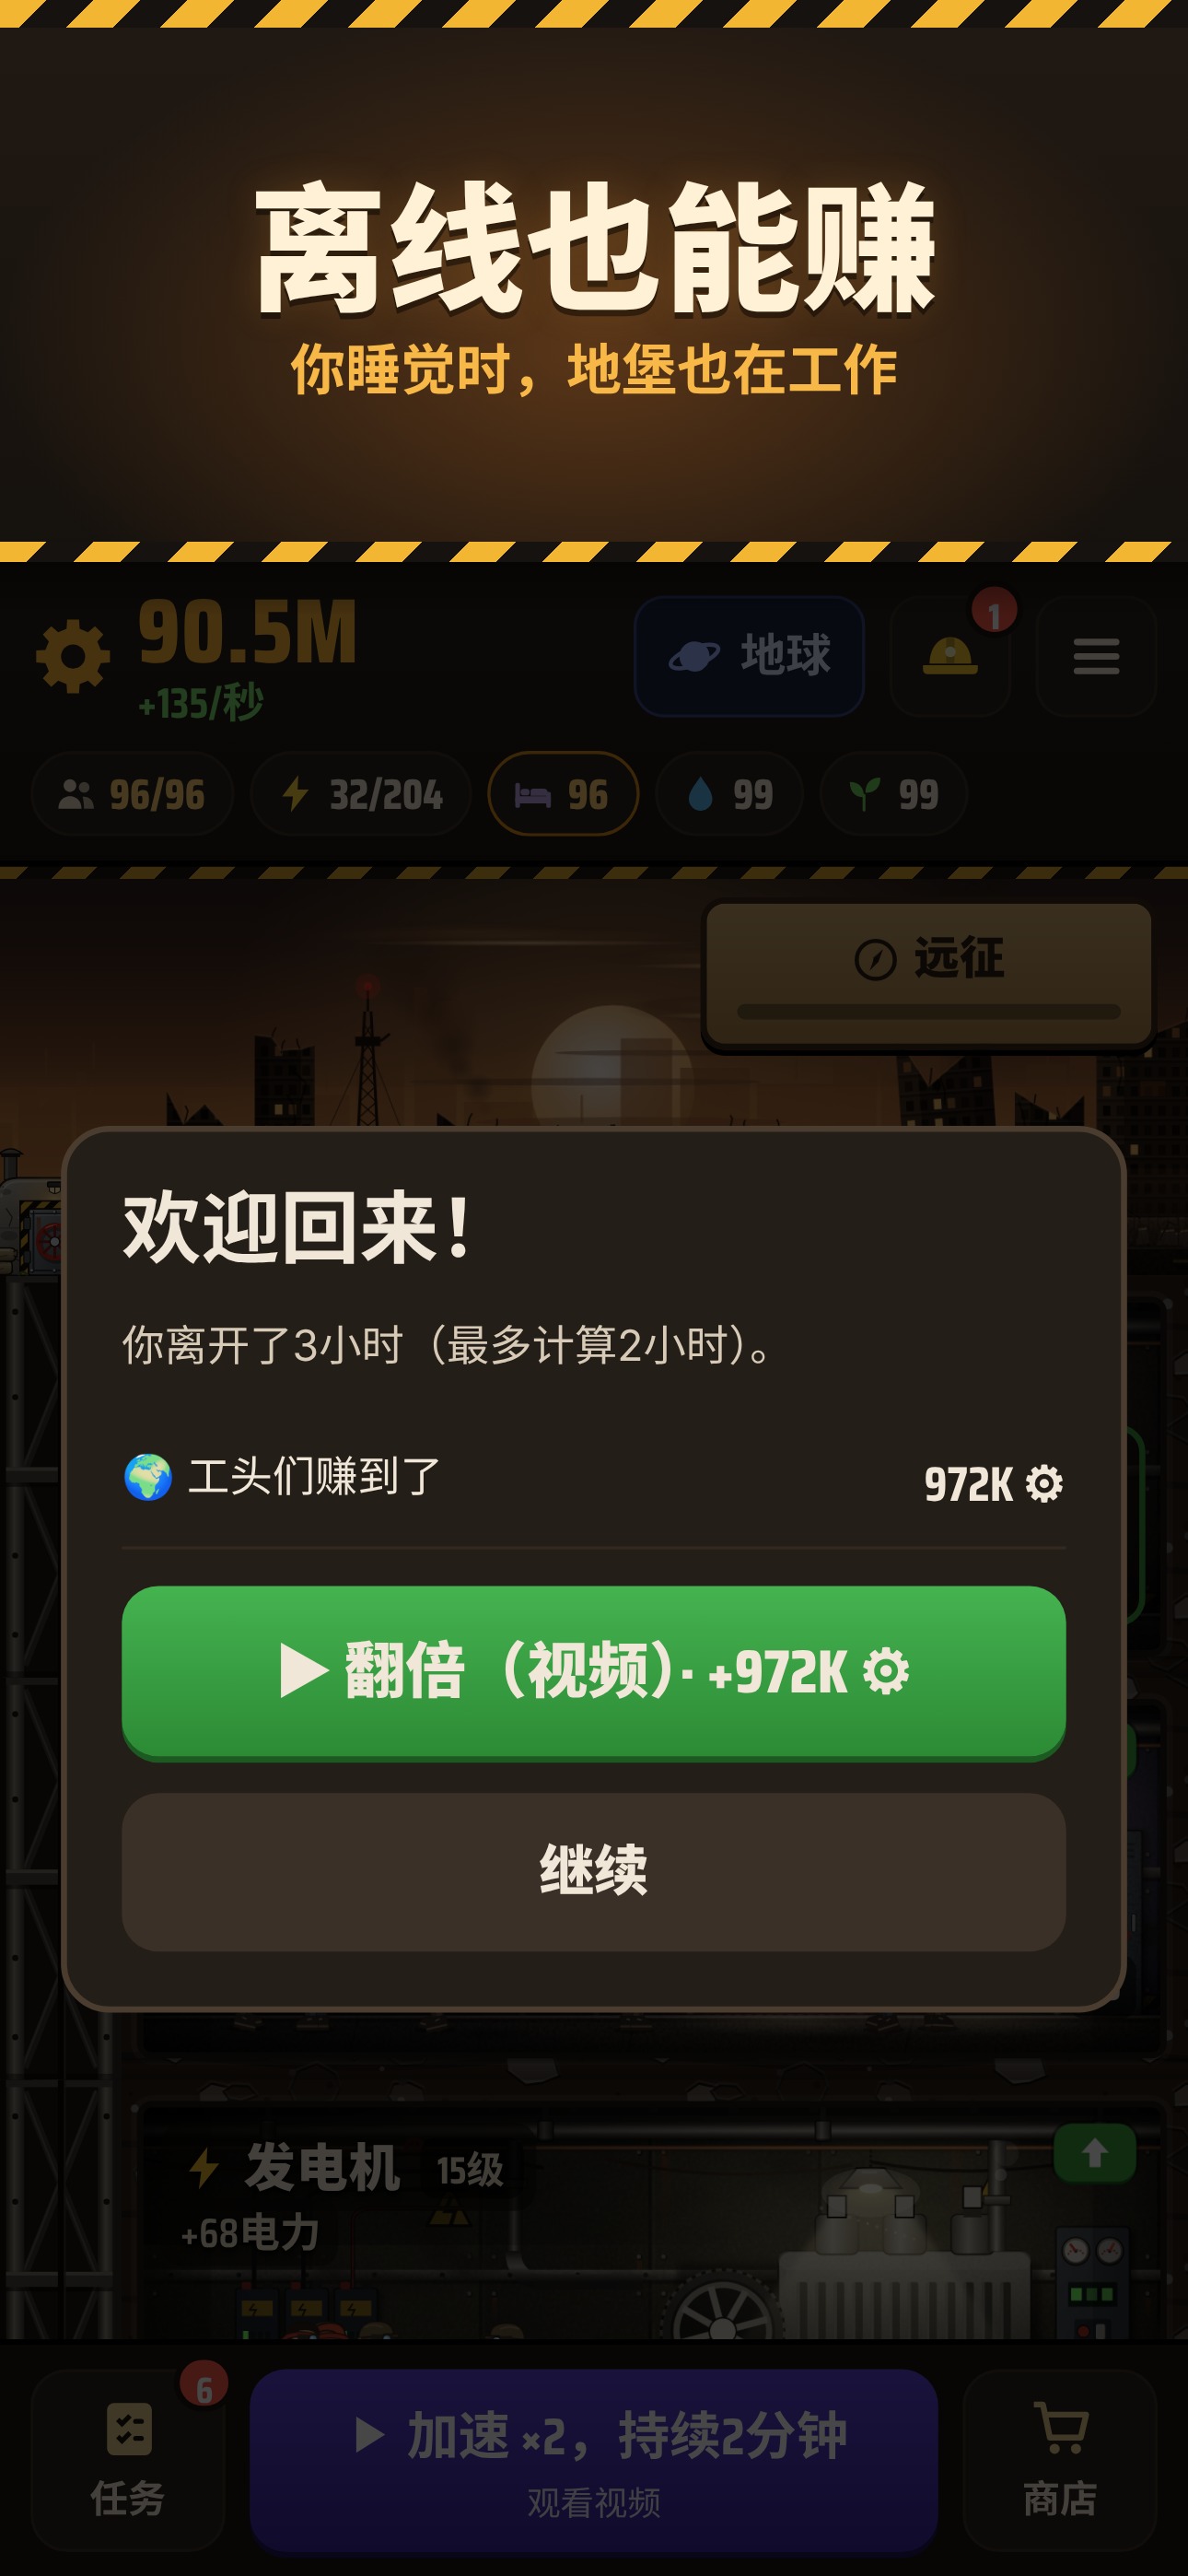 离线也能赚
你睡觉时，地堡也在工作
90.5M
+135/秒
地球
1
96/96
32/204
96
99
99
远征
欢迎回来！
你离开了3小时（最多计算2小时）。
工头们赚到了
972K
翻倍（视频）· +972K
继续
发电机 15级
+68电力
6
任务
加速 ×2，持续2分钟
观看视频
商店